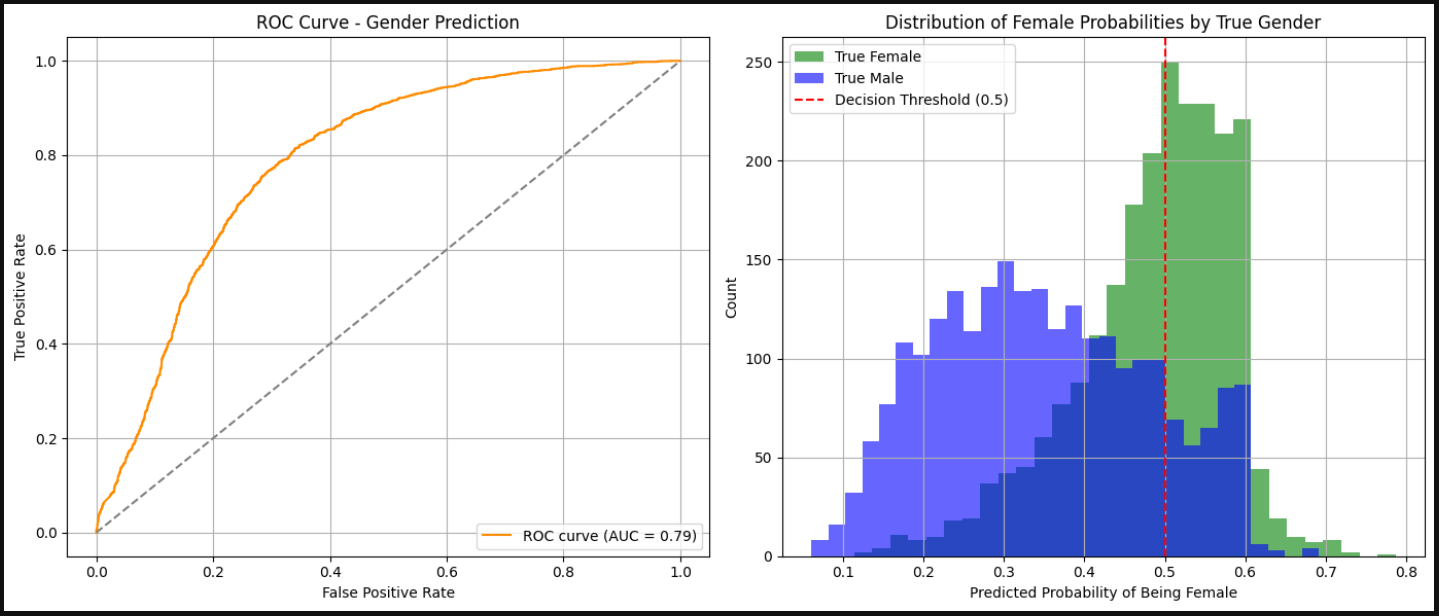 ROC Curve - Gender Prediction
True Positive Rate
1.0
0.8
0.6
0.4
0.2
0.0
0.0 0.2 0.4 0.6 0.8 1.0
False Positive Rate
ROC curve (AUC = 0.79)
Distribution of Female Probabilities by True Gender
Count
250
200
150
100
50
0
0.1 0.2 0.3 0.4 0.5 0.6 0.7 0.8
Predicted Probability of Being Female
True Female
True Male
Decision Threshold (0.5)